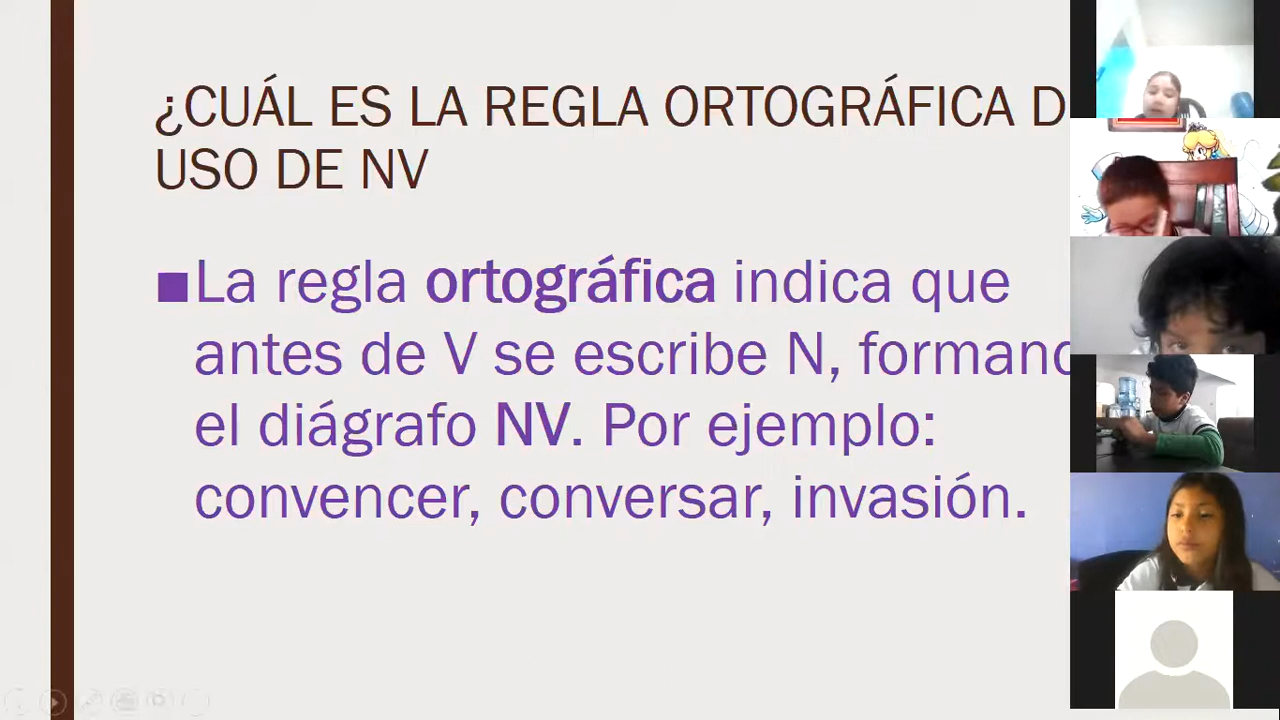 ¿CUÁL ES LA REGLA ORTOGRÁFICA D
USO DE NV
■La regla ortográfica indica que
antes de V se escribe N, formand
el diágrafo NV. Por ejemplo:
convencer, conversar, invasión.